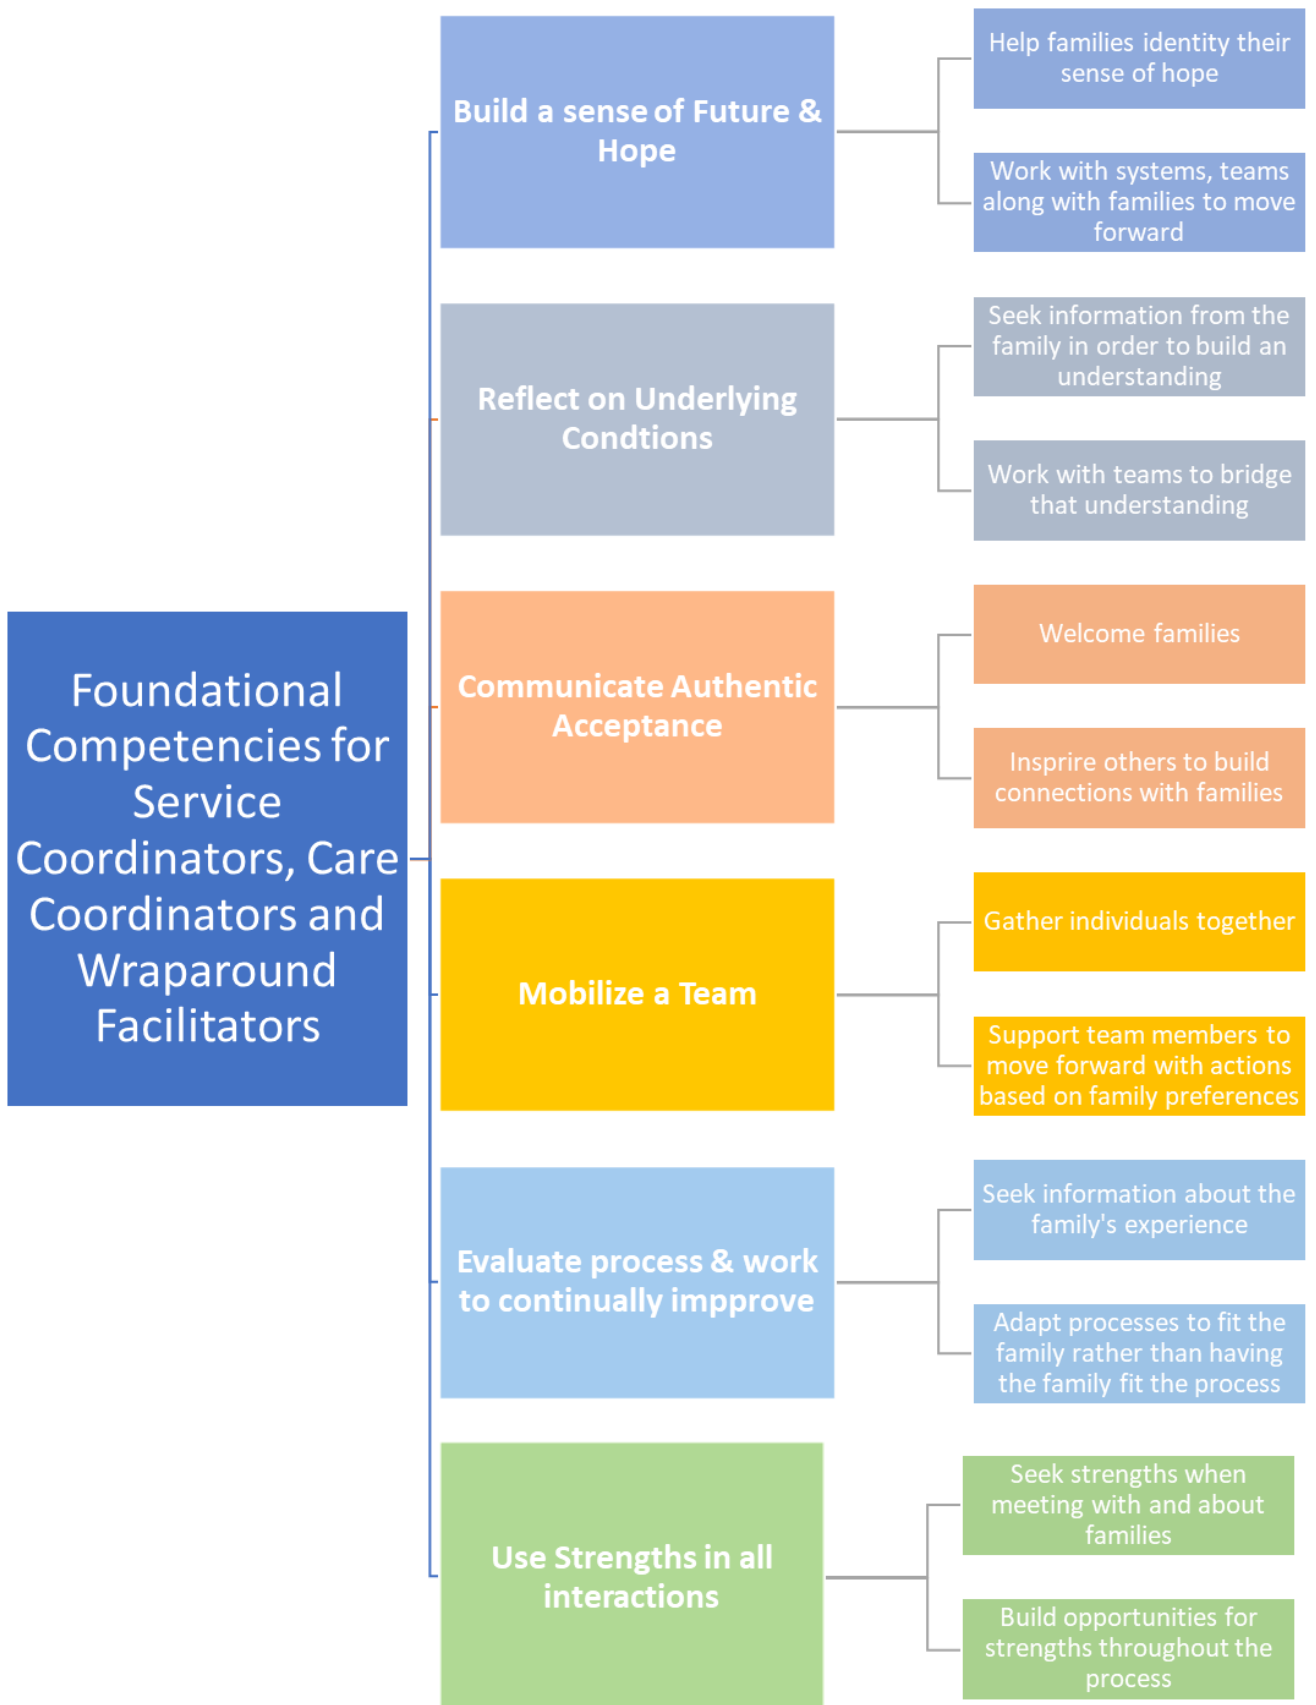 Foundational
Competencies for
Service
Coordinators, Care
Coordinators and
Wraparound
Facilitators
Build a sense of Future &
Hope
Help families identity their
sense of hope
Work with systems, teams
along with families to move
forward
Reflect on Underlying
Condtions
Seek information from the
family in order to build an
understanding
Work with teams to bridge
that understanding
Communicate Authentic
Acceptance
Welcome families
Insprire others to build
connections with families
Mobilize a Team
Gather individuals together
Support team members to
move forward with actions
based on family preferences
Evaluate process & work
to continually impprove
Seek information about the
family's experience
Adapt processes to fit the
family rather than having
the family fit the process
Use Strengths in all
interactions
Seek strengths when
meeting with and about
families
Build opportunities for
strengths throughout the
process